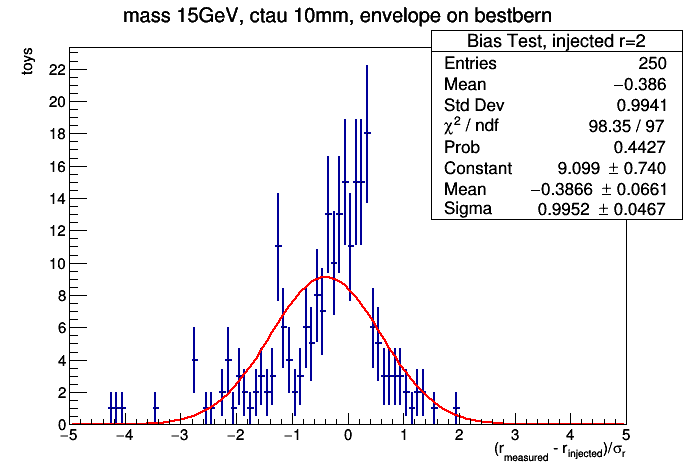 mass 15GeV, ctau 10mm, envelope on bestbern
Bias Test, injected r=2
Entries 250
Mean −0.386
Std Dev 0.9941
χ² / ndf 98.35 / 97
Prob 0.4427
Constant 9.099 ± 0.740
Mean −0.3866 ± 0.0661
Sigma 0.9952 ± 0.0467
toys
22
20
18
16
14
12
10
8
6
4
2
0
−5 −4 −3 −2 −1 0 1 2 3 4 5
(r_measured - r_injected)/σ_r